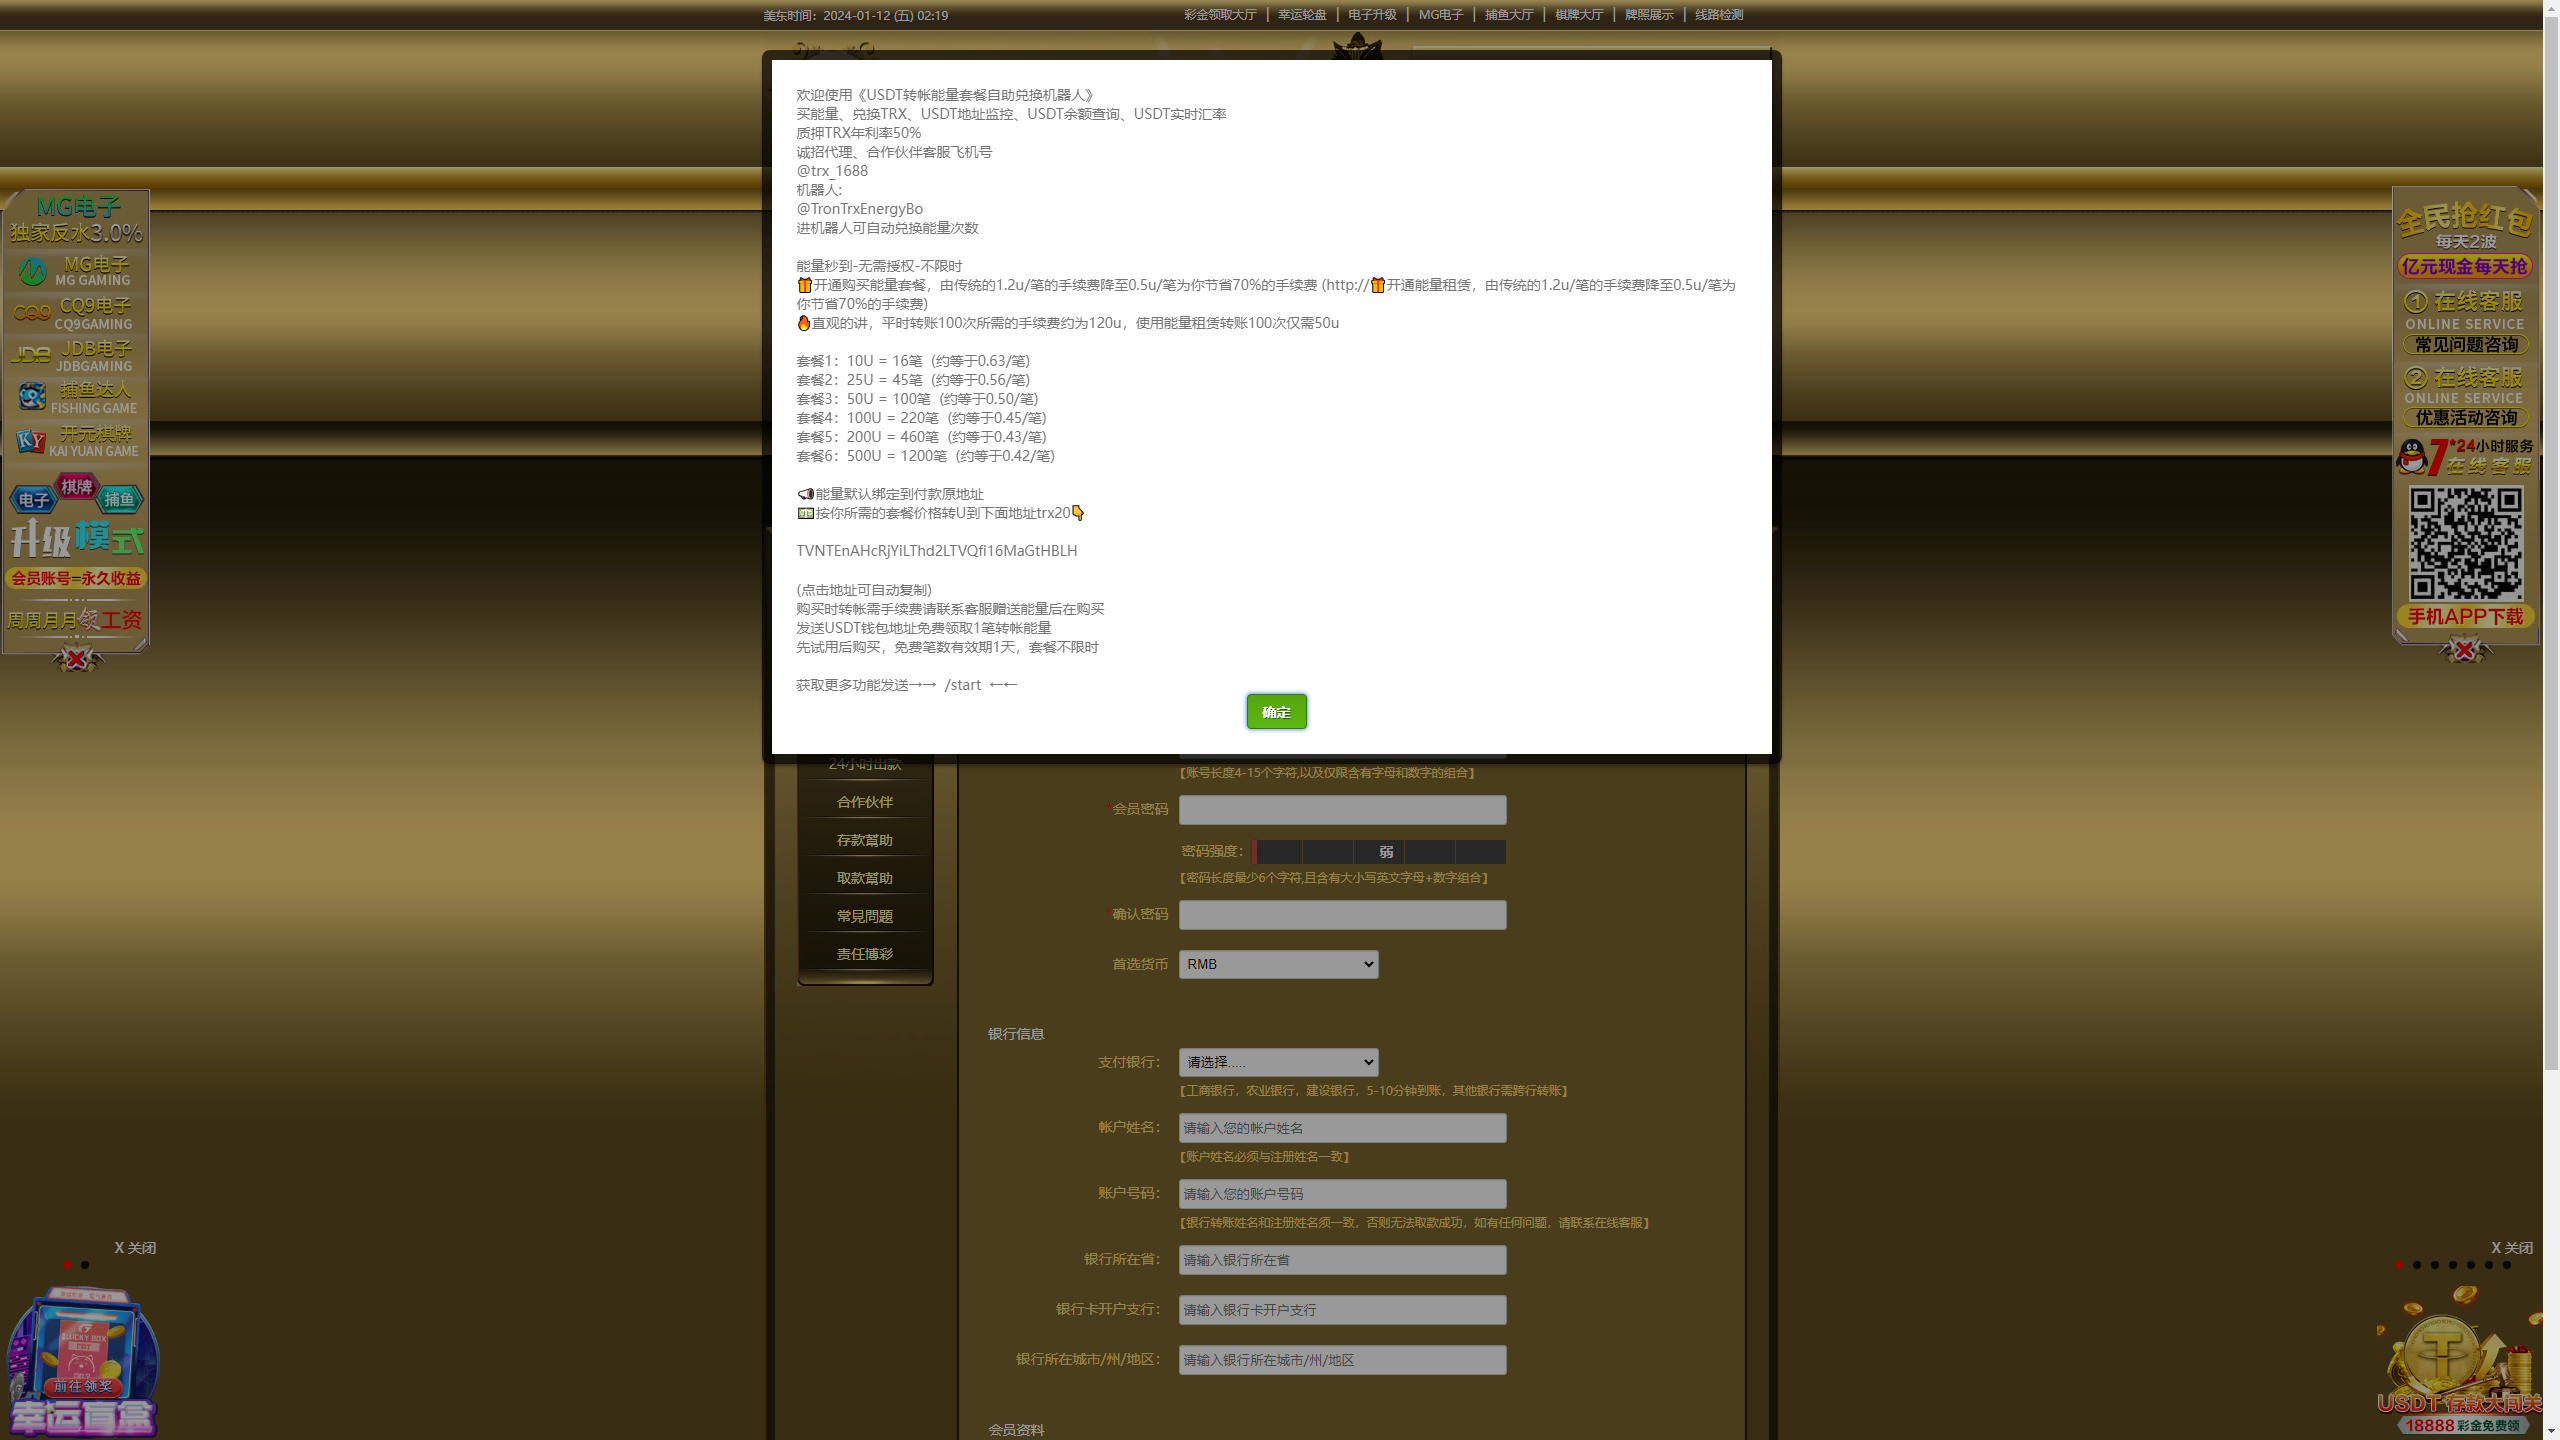 美东时间：2024-01-12 (五) 02:19
彩金领取大厅 | 幸运轮盘 | 电子升级 | MG电子 | 捕鱼大厅 | 棋牌大厅 | 牌照展示 | 线路检测
欢迎使用《USDT转帐能量套餐自助兑换机器人》
买能量、兑换TRX、USDT地址监控、USDT余额查询、USDT实时汇率
质押TRX年利率50%
诚招代理、合作伙伴客服飞机号
@trx_1688
机器人:
@TronTrxEnergyBo
进机器人可自动兑换能量次数
能量秒到-无需授权-不限时
🎁开通购买能量套餐，由传统的1.2u/笔的手续费降至0.5u/笔为你节省70%的手续费 (http://🎁开通能量租赁，由传统的1.2u/笔的手续费降至0.5u/笔为
你节省70%的手续费)
🔥直观的讲，平时转账100次所需的手续费约为120u，使用能量租赁转账100次仅需50u
套餐1：10U = 16笔  (约等于0.63/笔)
套餐2：25U = 45笔  (约等于0.56/笔)
套餐3：50U = 100笔  (约等于0.50/笔)
套餐4：100U = 220笔  (约等于0.45/笔)
套餐5：200U = 460笔  (约等于0.43/笔)
套餐6：500U = 1200笔  (约等于0.42/笔)
📢能量默认绑定到付款原地址
💵按你所需的套餐价格转U到下面地址trx20👇
TVNTEnAHcRjYiLThd2LTVQfi16MaGtHBLH
(点击地址可自动复制)
购买时转帐需手续费请联系客服赠送能量后在购买
发送USDT钱包地址免费领取1笔转帐能量
先试用后购买，免费笔数有效期1天，套餐不限时
获取更多功能发送→→  /start  ←←
确定
MG电子
独家反水3.0%
MG电子
MG GAMING
CQ9
CQ9电子
CQ9GAMING
JDB
JDB电子
JDBGAMING
捕鱼达人
FISHING GAME
KY
开元棋牌
KAI YUAN GAME
电子 棋牌 捕鱼
升级模式
会员账号=永久收益
周周月月领工资
全民抢红包
每天2波
亿元现金每天抢
① 在线客服
ONLINE SERVICE
常见问题咨询
② 在线客服
ONLINE SERVICE
优惠活动咨询
7*24小时服务
在线客服
手机APP下载
24小时出款
合作伙伴
存款幫助
取款幫助
常見問題
责任博彩
【账号长度4-15个字符,以及仅限含有字母和数字的组合】
*会员密码
密码强度：
弱
【密码长度最少6个字符,且含有大小写英文字母+数字组合】
*确认密码
首选货币
RMB
银行信息
支付银行：
请选择.....
【工商银行，农业银行，建设银行，5-10分钟到账，其他银行需跨行转账】
帐户姓名：
请输入您的帐户姓名
【账户姓名必须与注册姓名一致】
账户号码：
请输入您的账户号码
【银行转账姓名和注册姓名须一致，否则无法取款成功，如有任何问题，请联系在线客服】
银行所在省：
请输入银行所在省
银行卡开户支行：
请输入银行卡开户支行
银行所在城市/州/地区：
请输入银行所在城市/州/地区
会员资料
X 关闭
LUCKY BOX
前往领奖
幸运盲盒
X 关闭
USDT 存款大闯关
18888 彩金免费领